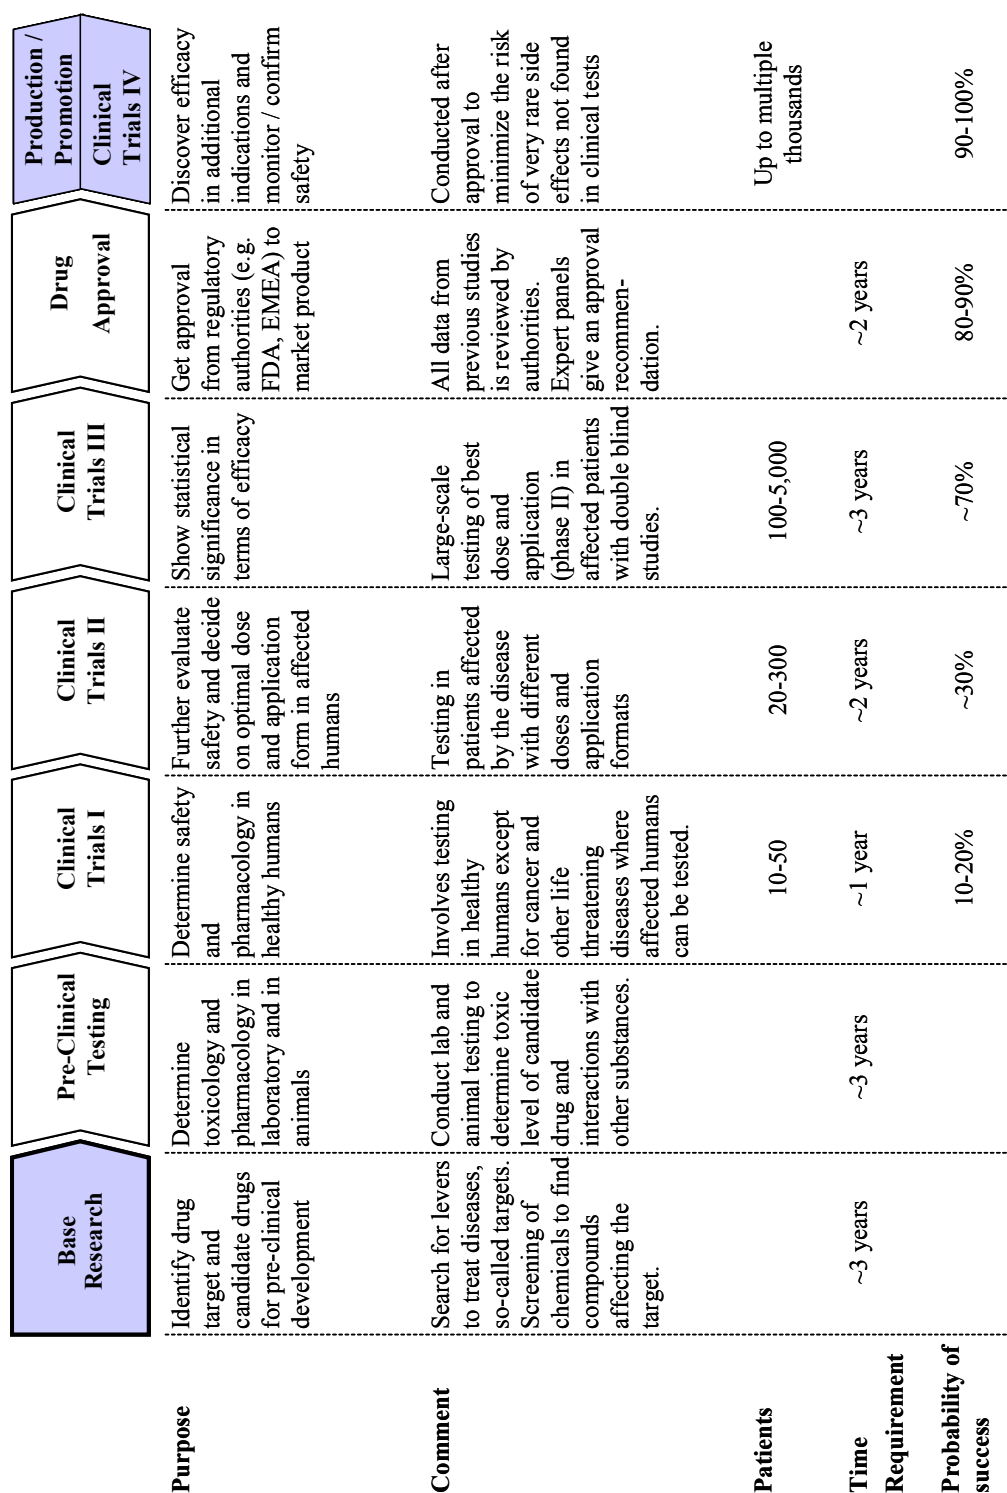 Base
Research
Pre-Clinical
Testing
Clinical
Trials I
Clinical
Trials II
Clinical
Trials III
Drug
Approval
Production /
Promotion
Clinical
Trials IV
Purpose
Identify drug
target and
candidate drugs
for pre-clinical
development
Determine
toxicology and
pharmacology in
laboratory and in
animals
Determine safety
and
pharmacology in
healthy humans
Further evaluate
safety and decide
on optimal dose
and application
form in affected
humans
Show statistical
significance in
terms of efficacy
Get approval
from regulatory
authorities (e.g.
FDA, EMEA) to
market product
Discover efficacy
in additional
indications and
monitor / confirm
safety
Comment
Search for levers
to treat diseases,
so-called targets.
Screening of
chemicals to find
compounds
affecting the
target.
Conduct lab and
animal testing to
determine toxic
level of candidate
drug and
interactions with
other substances.
Involves testing
in healthy
humans except
for cancer and
other life
threatening
diseases where
affected humans
can be tested.
Testing in
patients affected
by the disease
with different
doses and
application
formats
Large-scale
testing of best
dose and
application
(phase II) in
affected patients
with double blind
studies.
All data from
previous studies
is reviewed by
authorities.
Expert panels
give an approval
recommen-
dation.
Conducted after
approval to
minimize the risk
of very rare side
effects not found
in clinical tests
Patients
10-50
20-300
100-5,000
Up to multiple
thousands
Time
Requirement
~3 years
~3 years
~1 year
~2 years
~3 years
~2 years
Probability of
success
10-20%
~30%
~70%
80-90%
90-100%